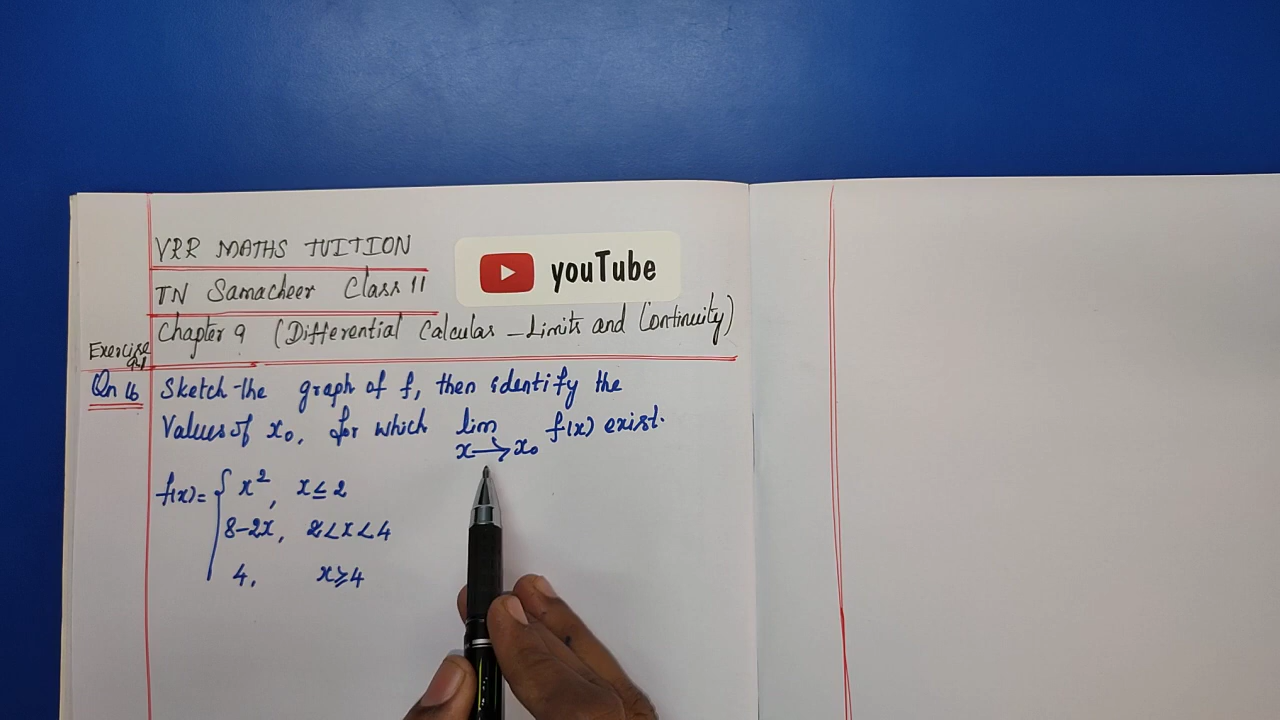 VRR MATHS TUITION
youTube
TN Samacheer Class 11
Chapter 9 (Differential Calculas - Limits and Continuity)
Exercise 9.1
Qn 16 Sketch the graph of f, then identify the
Values of x₀, for which lim f(x) exist.
x→x₀
f(x) = { x², x ≤ 2
8-2x, 2<x<4
4, x ≥ 4